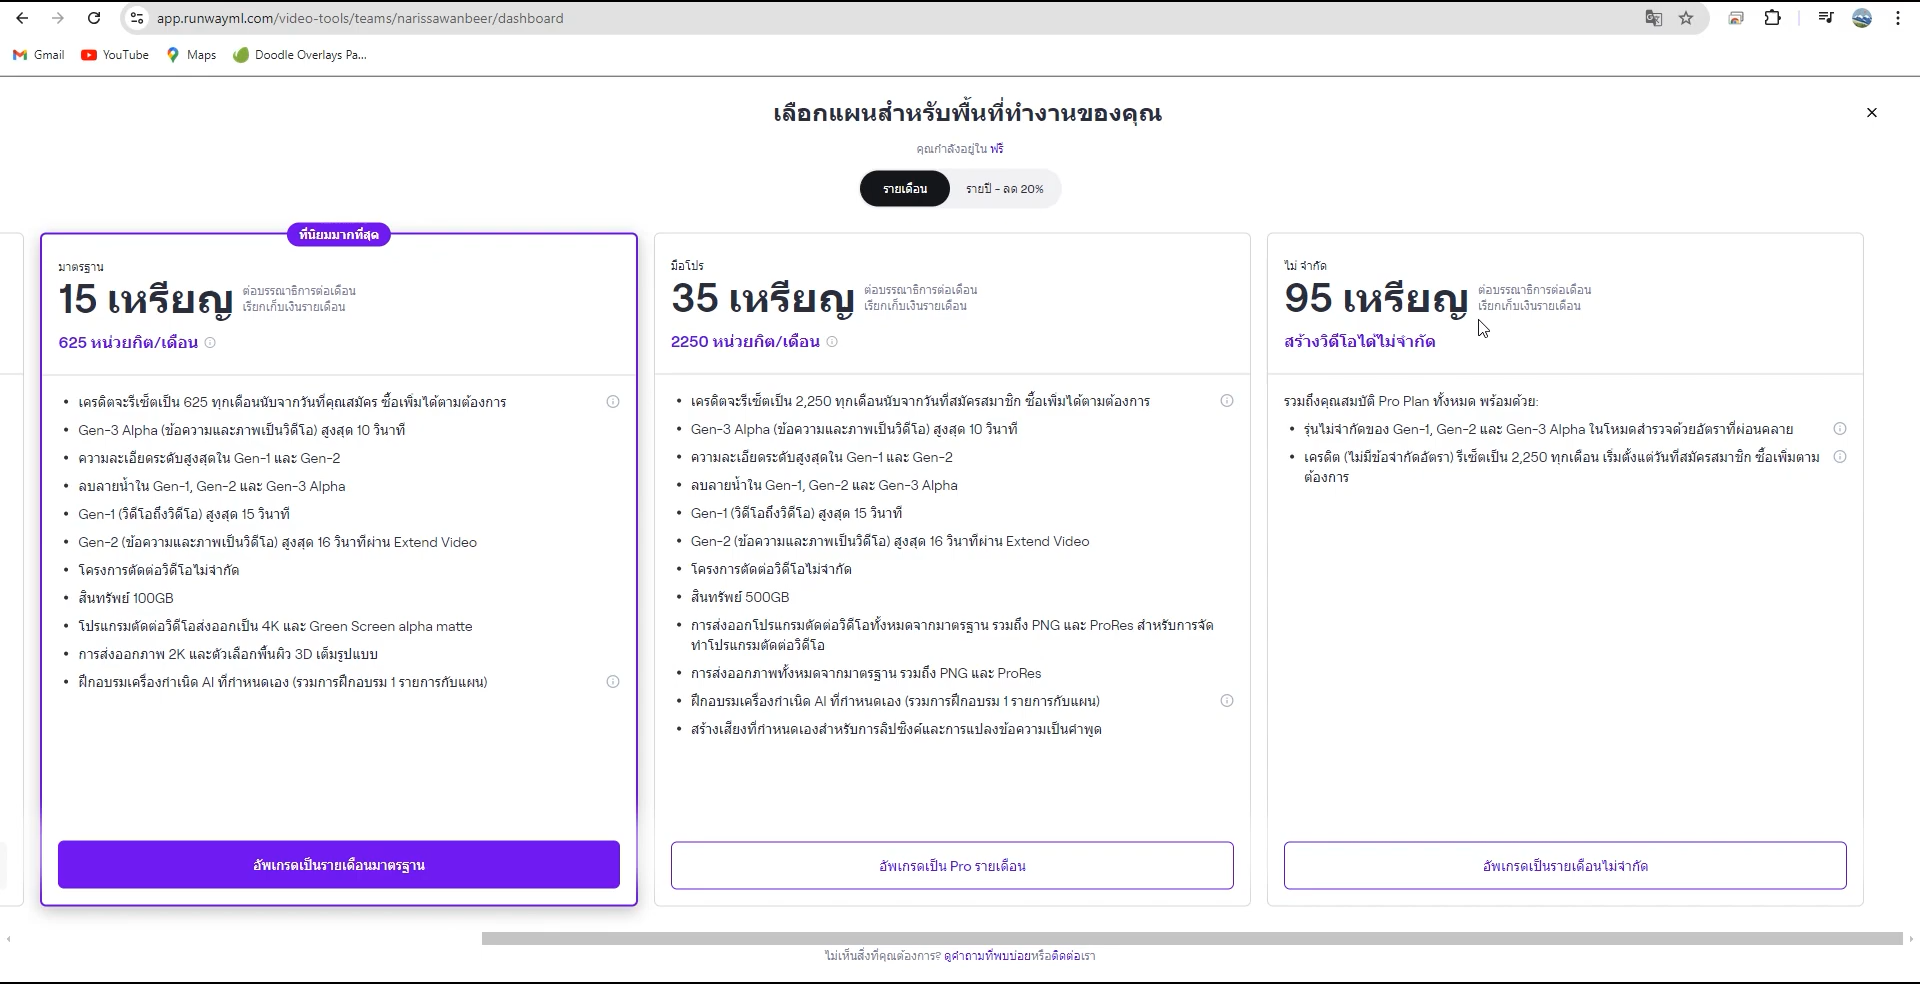 app.runwayml.com/video-tools/teams/narissawanbeer/dashboard
Gmail
YouTube
Maps
Doodle Overlays Pa...
เลือกแผนสำหรับพื้นที่ทำงานของคุณ
คุณกำลังอยู่ใน ฟรี
รายเดือน
รายปี - ลด 20%
ที่นิยมมากที่สุด
มาตรฐาน
15 เหรียญ
ต่อบรรณาธิการต่อเดือน
เรียกเก็บเงินรายเดือน
625 หน่วยกิต/เดือน
เครดิตจะรีเซ็ตเป็น 625 ทุกเดือนนับจากวันที่คุณสมัคร ซื้อเพิ่มได้ตามต้องการ
Gen-3 Alpha (ข้อความและภาพเป็นวิดีโอ) สูงสุด 10 วินาที
ความละเอียดระดับสูงสุดใน Gen-1 และ Gen-2
ลบลายน้ำใน Gen-1, Gen-2 และ Gen-3 Alpha
Gen-1 (วิดีโอถึงวิดีโอ) สูงสุด 15 วินาที
Gen-2 (ข้อความและภาพเป็นวิดีโอ) สูงสุด 16 วินาทีผ่าน Extend Video
โครงการตัดต่อวิดีโอไม่จำกัด
สินทรัพย์ 100GB
โปรแกรมตัดต่อวิดีโอส่งออกเป็น 4K และ Green Screen alpha matte
การส่งออกภาพ 2K และตัวเลือกพื้นผิว 3D เต็มรูปแบบ
ฝึกอบรมเครื่องกำเนิด AI ที่กำหนดเอง (รวมการฝึกอบรม 1 รายการกับแผน)
อัพเกรดเป็นรายเดือนมาตรฐาน
มือโปร
35 เหรียญ
ต่อบรรณาธิการต่อเดือน
เรียกเก็บเงินรายเดือน
2250 หน่วยกิต/เดือน
เครดิตจะรีเซ็ตเป็น 2,250 ทุกเดือนนับจากวันที่สมัครสมาชิก ซื้อเพิ่มได้ตามต้องการ
Gen-3 Alpha (ข้อความและภาพเป็นวิดีโอ) สูงสุด 10 วินาที
ความละเอียดระดับสูงสุดใน Gen-1 และ Gen-2
ลบลายน้ำใน Gen-1, Gen-2 และ Gen-3 Alpha
Gen-1 (วิดีโอถึงวิดีโอ) สูงสุด 15 วินาที
Gen-2 (ข้อความและภาพเป็นวิดีโอ) สูงสุด 16 วินาทีผ่าน Extend Video
โครงการตัดต่อวิดีโอไม่จำกัด
สินทรัพย์ 500GB
การส่งออกโปรแกรมตัดต่อวิดีโอทั้งหมดจากมาตรฐาน รวมถึง PNG และ ProRes สำหรับการจัด
ทำโปรแกรมตัดต่อวิดีโอ
การส่งออกภาพทั้งหมดจากมาตรฐาน รวมถึง PNG และ ProRes
ฝึกอบรมเครื่องกำเนิด AI ที่กำหนดเอง (รวมการฝึกอบรม 1 รายการกับแผน)
สร้างเสียงที่กำหนดเองสำหรับการลิปซิงค์และการแปลงข้อความเป็นคำพูด
อัพเกรดเป็น Pro รายเดือน
ไม่ จำกัด
95 เหรียญ
ต่อบรรณาธิการต่อเดือน
เรียกเก็บเงินรายเดือน
สร้างวิดีโอได้ไม่จำกัด
รวมถึงคุณสมบัติ Pro Plan ทั้งหมด พร้อมด้วย:
รุ่นไม่จำกัดของ Gen-1, Gen-2 และ Gen-3 Alpha ในโหมดสำรวจด้วยอัตราที่ผ่อนคลาย
เครดิต (ไม่มีข้อจำกัดอัตรา) รีเซ็ตเป็น 2,250 ทุกเดือน เริ่มตั้งแต่วันที่สมัครสมาชิก ซื้อเพิ่มตาม
ต้องการ
อัพเกรดเป็นรายเดือนไม่จำกัด
ไม่เห็นสิ่งที่คุณต้องการ? ดูคำถามที่พบบ่อยหรือติดต่อเรา